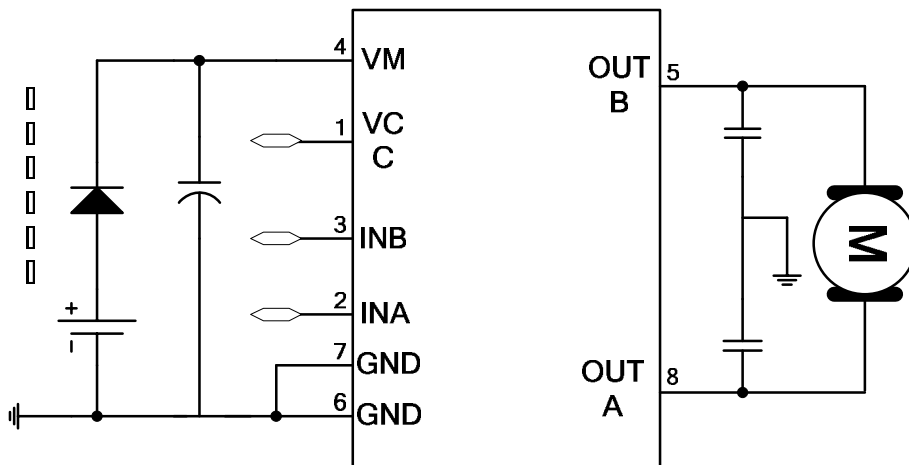 4 VM
OUT 5
B
1 VC
C
3 INB
M
2 INA
+
-
7 GND
OUT 8
A
6 GND